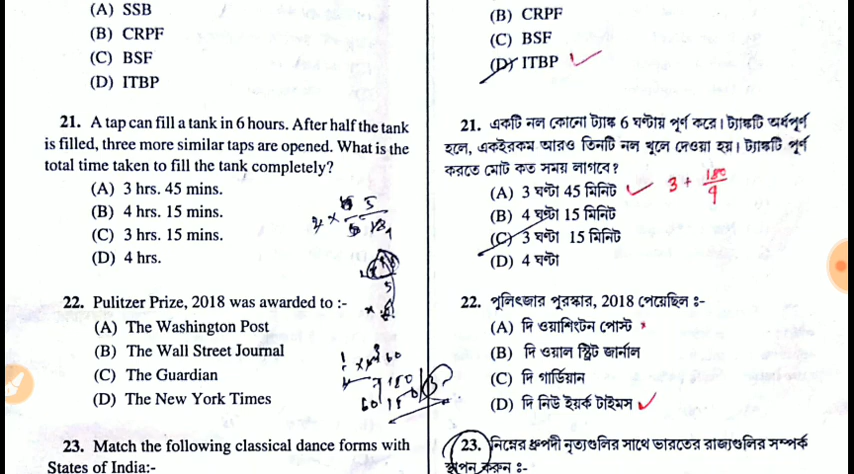 (A) SSB
(B) CRPF
(C) BSF
(D) ITBP
21. A tap can fill a tank in 6 hours. After half the tank
is filled, three more similar taps are opened. What is the
total time taken to fill the tank completely?
(A) 3 hrs. 45 mins.
(B) 4 hrs. 15 mins.
(C) 3 hrs. 15 mins.
(D) 4 hrs.
22. Pulitzer Prize, 2018 was awarded to :-
(A) The Washington Post
(B) The Wall Street Journal
(C) The Guardian
(D) The New York Times
23. Match the following classical dance forms with
States of India:-
(B) CRPF
(C) BSF
(D) ITBP
21. একটি নল কোনো ট্যাঙ্ক 6 ঘণ্টায় পূর্ণ করে। ট্যাঙ্কটি অর্ধপূর্ণ
হলে, একইরকম আরও তিনটি নল খুলে দেওয়া হয়। ট্যাঙ্কটি পূর্ণ
করতে মোট কত সময় লাগবে?
(A) 3 ঘণ্টা 45 মিনিট 3 + 180/4
(B) 4 ঘণ্টা 15 মিনিট
(C) 3 ঘণ্টা 15 মিনিট
(D) 4 ঘণ্টা
22. পুলিৎজার পুরস্কার, 2018 পেয়েছিল ঃ-
(A) দি ওয়াশিংটন পোস্ট
(B) দি ওয়াল স্ট্রিট জার্নাল
(C) দি গার্ডিয়ান
(D) দি নিউ ইয়র্ক টাইমস
23. নিম্নের ধ্রুপদী নৃত্যগুলির সাথে ভারতের রাজ্যগুলির সম্পর্ক
স্থাপন করুন ঃ-